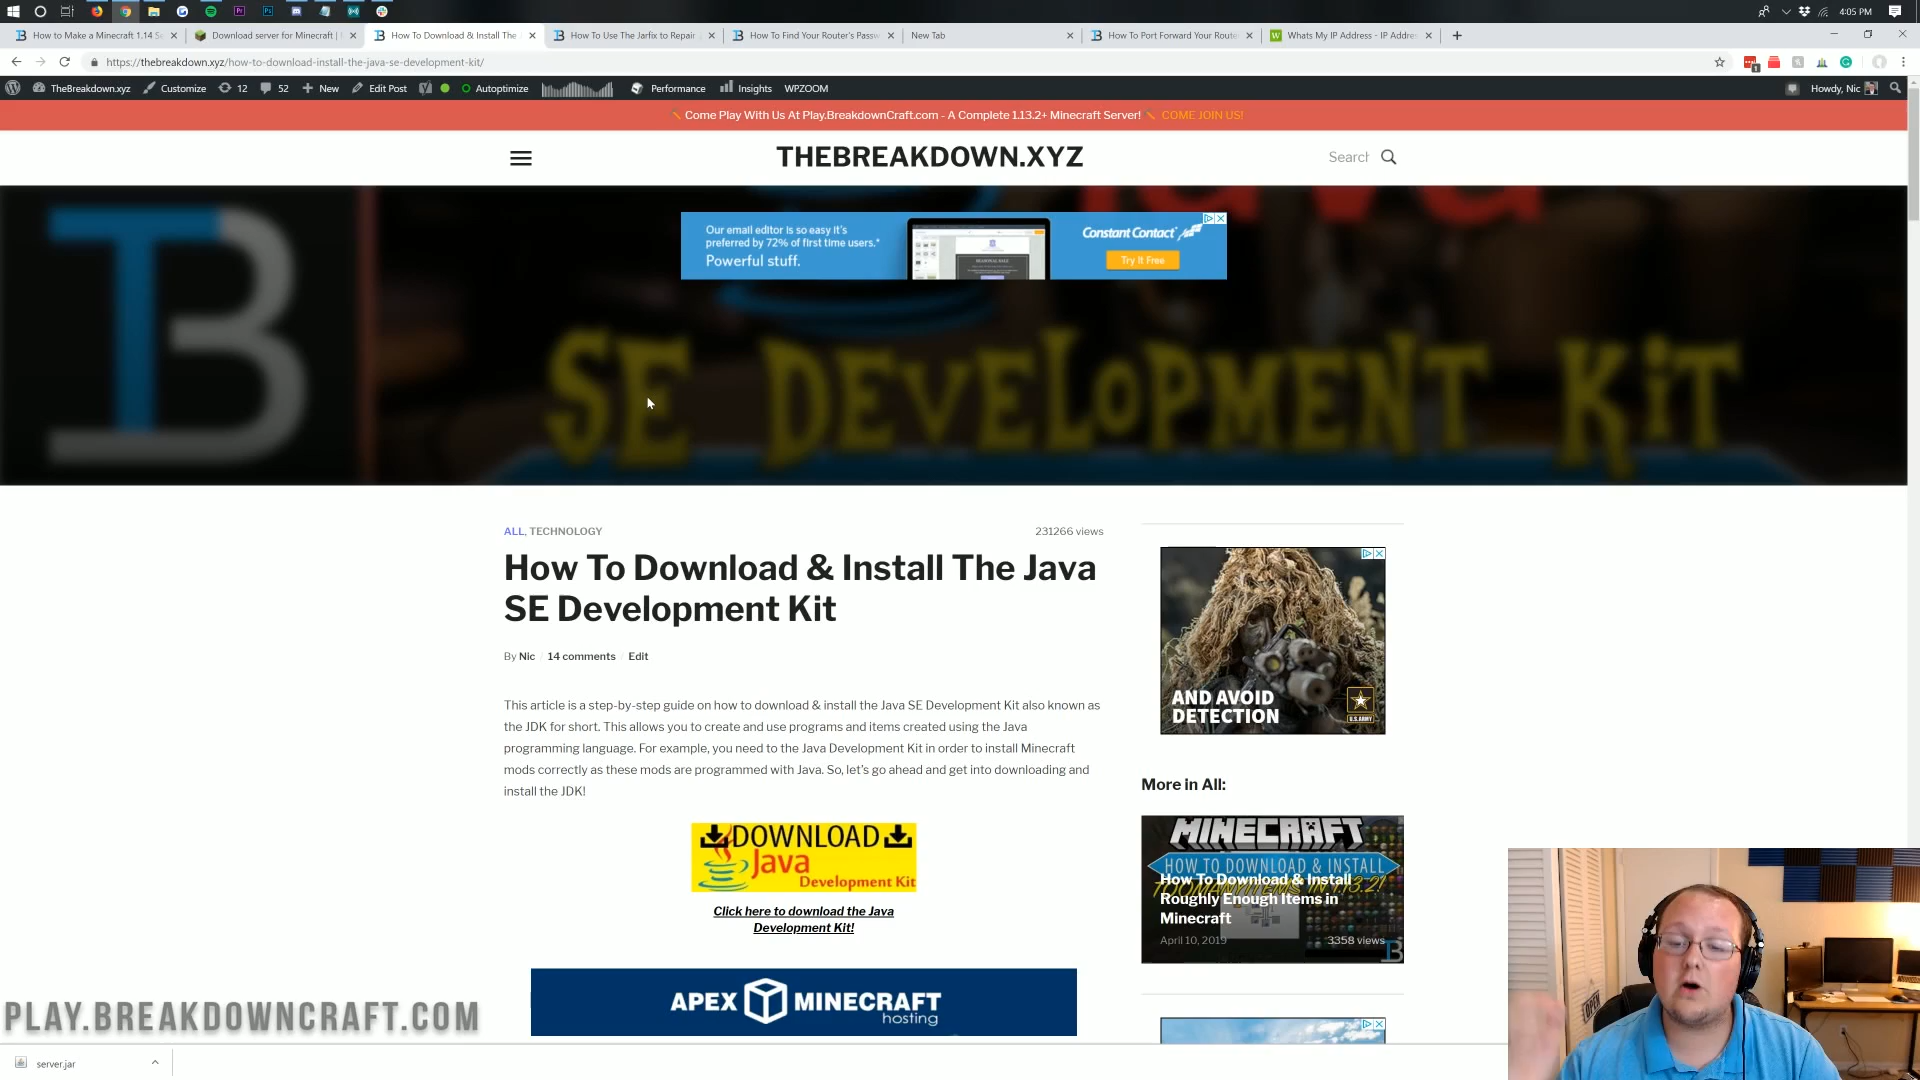 4:05 PM
How to Make a Minecraft 1.14 Se
Download server for Minecraft |
How To Download & Install The
How To Use The Jarfix to Repair
How To Find Your Router's Passw
New Tab
How To Port Forward Your Route
Whats My IP Address - IP Addre
https://thebreakdown.xyz/how-to-download-install-the-java-se-development-kit/
TheBreakdown.xyz
Customize
12
52
New
Edit Post
Autoptimize
Performance
Insights
WPZOOM
Howdy, Nic
Come Play With Us At Play.BreakdownCraft.com - A Complete 1.13.2+ Minecraft Server!
COME JOIN US!
THEBREAKDOWN.XYZ
Search
Our email editor is so easy it's
preferred by 72% of first time users.*
Powerful stuff.
Constant Contact
Try It Free
TB
Java
SE DEVELOPMENT KIT
ALL, TECHNOLOGY
231266 views
How To Download & Install The Java
SE Development Kit
By Nic / 14 comments / Edit
This article is a step-by-step guide on how to download & install the Java SE Development Kit also known as
the JDK for short. This allows you to create and use programs and items created using the Java
programming language. For example, you need to the Java Development Kit in order to install Minecraft
mods correctly as these mods are programmed with Java. So, let's go ahead and get into downloading and
install the JDK!
DOWNLOAD
Java
Development Kit
Click here to download the Java
Development Kit!
APEX MINECRAFT
hosting
AND AVOID
DETECTION
U.S. ARMY
More in All:
MINECRAFT
HOW TO DOWNLOAD & INSTALL
TOOMANYITEMS IN 1.13.2!
How To Download & Install
Roughly Enough Items in
Minecraft
April 10, 2019
3358 views
PLAY.BREAKDOWNCRAFT.COM
server.jar
OPEN